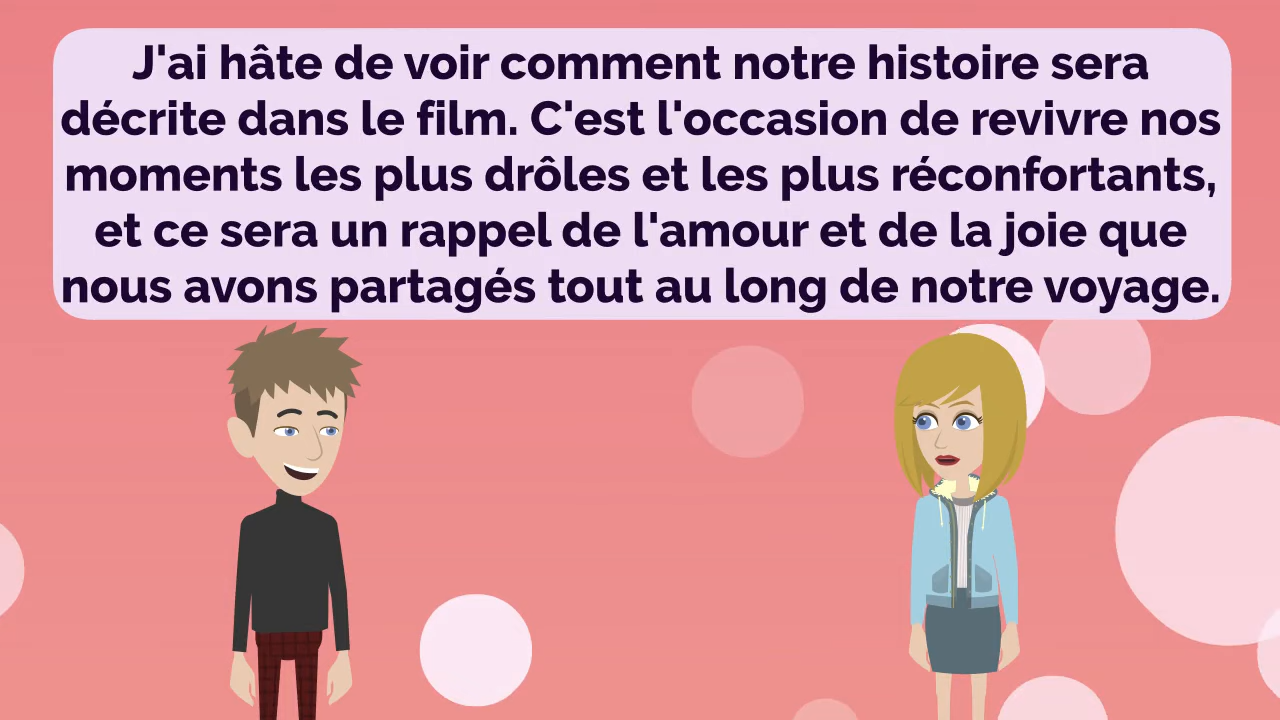 J'ai hâte de voir comment notre histoire sera
décrite dans le film. C'est l'occasion de revivre nos
moments les plus drôles et les plus réconfortants,
et ce sera un rappel de l'amour et de la joie que
nous avons partagés tout au long de notre voyage.